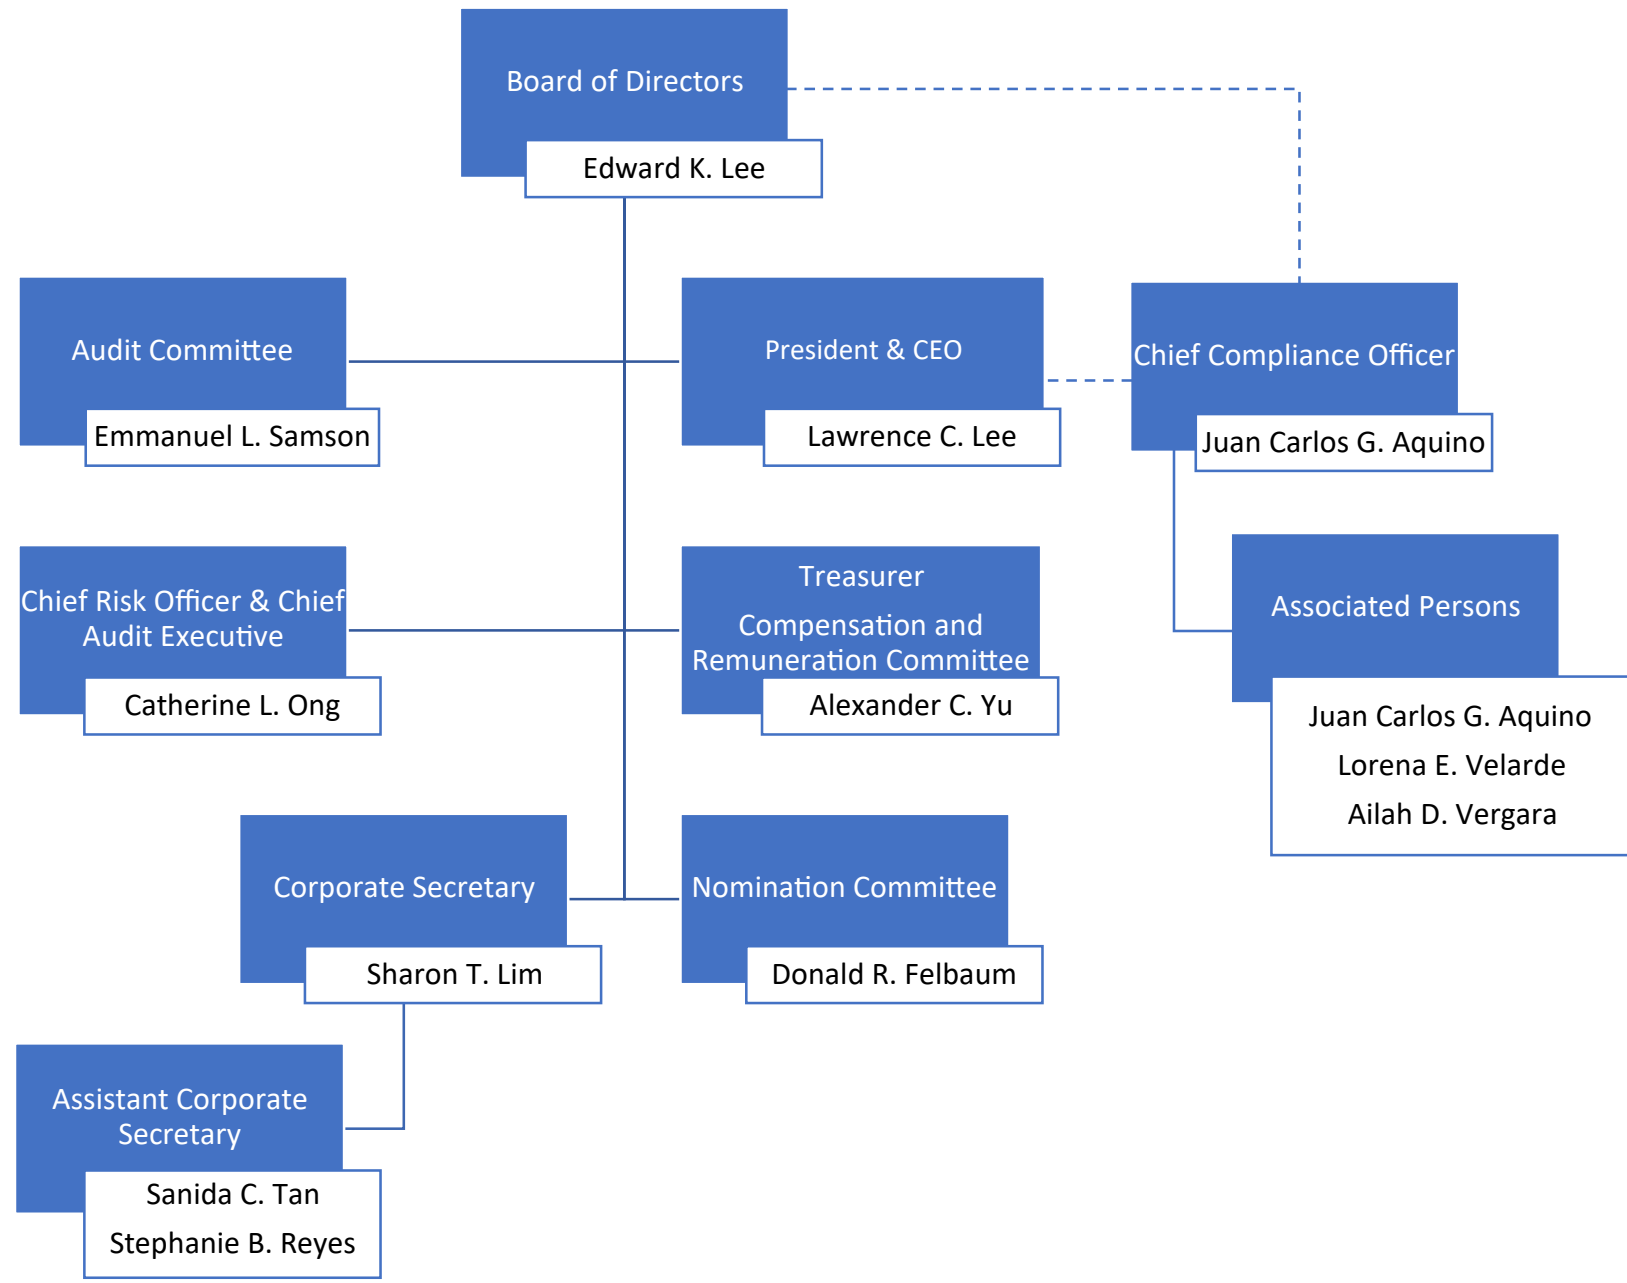 Board of Directors
Edward K. Lee
Audit Committee
Emmanuel L. Samson
President & CEO
Lawrence C. Lee
Chief Compliance Officer
Juan Carlos G. Aquino
Chief Risk Officer & Chief
Audit Executive
Catherine L. Ong
Treasurer
Compensation and
Remuneration Committee
Alexander C. Yu
Associated Persons
Juan Carlos G. Aquino
Lorena E. Velarde
Ailah D. Vergara
Corporate Secretary
Sharon T. Lim
Nomination Committee
Donald R. Felbaum
Assistant Corporate
Secretary
Sanida C. Tan
Stephanie B. Reyes